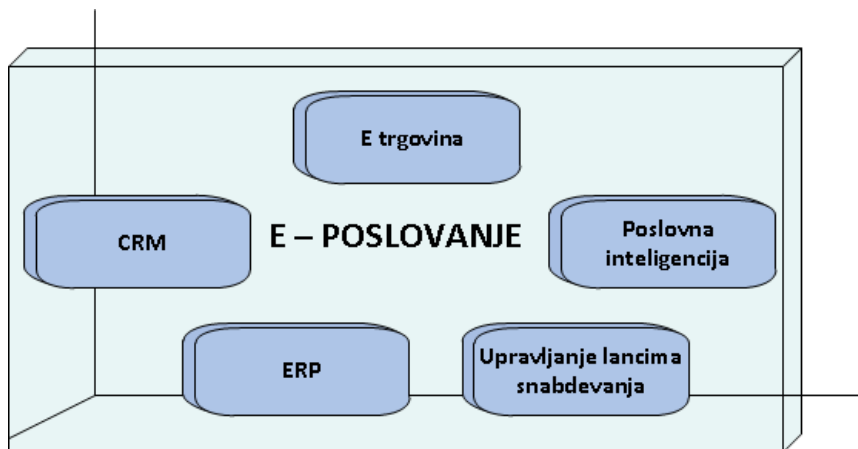 E trgovina
CRM
E – POSLOVANJE
Poslovna
inteligencija
ERP
Upravljanje lancima
snabdevanja